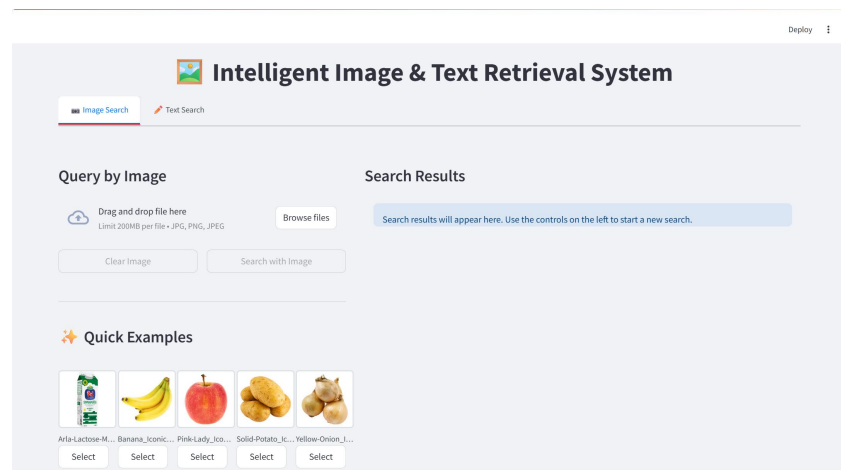 Deploy
Intelligent Image & Text Retrieval System
Image Search
Text Search
Query by Image
Drag and drop file here
Limit 200MB per file • JPG, PNG, JPEG
Browse files
Clear Image
Search with Image
Search Results
Search results will appear here. Use the controls on the left to start a new search.
Quick Examples
Arla-Lactose-M... Banana_Iconic... Pink-Lady_Ico... Solid-Potato_Ic... Yellow-Onion_I...
Select Select Select Select Select